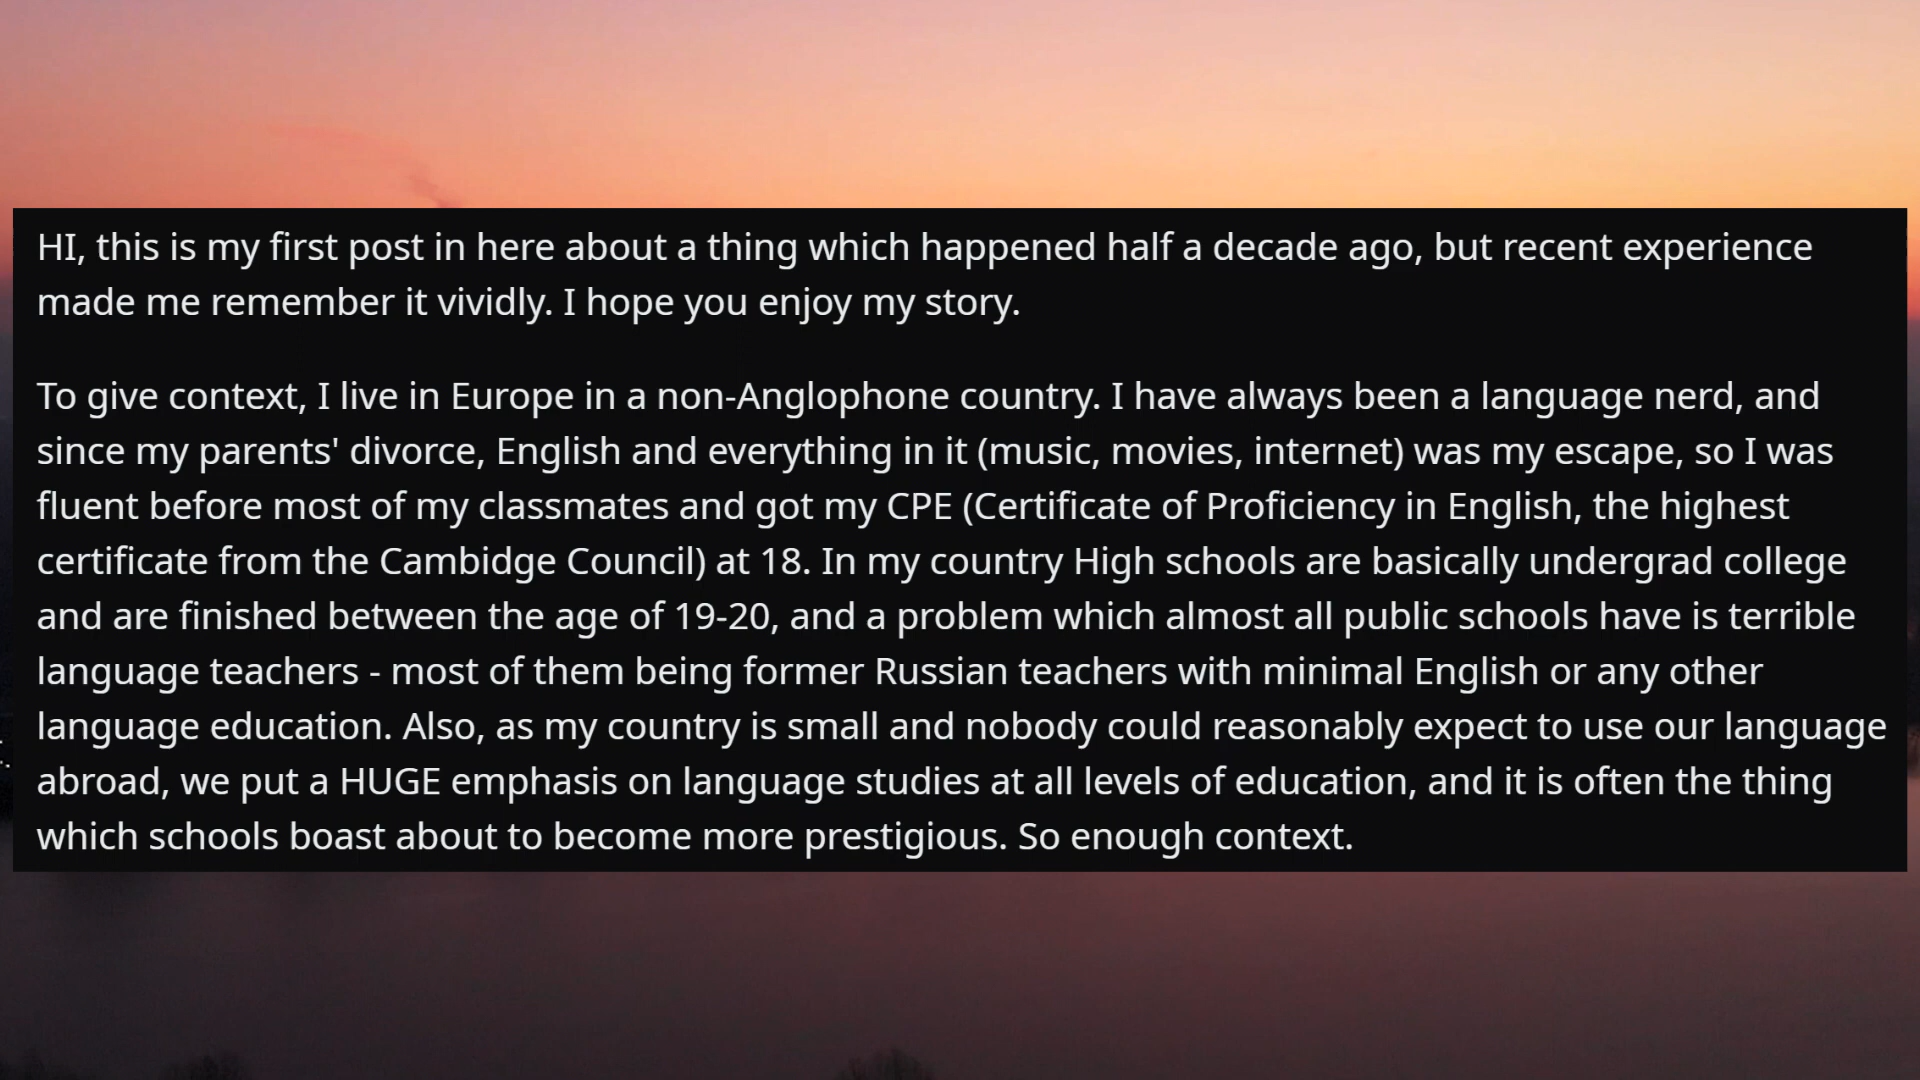 HI, this is my first post in here about a thing which happened half a decade ago, but recent experience
made me remember it vividly. I hope you enjoy my story.
To give context, I live in Europe in a non-Anglophone country. I have always been a language nerd, and
since my parents' divorce, English and everything in it (music, movies, internet) was my escape, so I was
fluent before most of my classmates and got my CPE (Certificate of Proficiency in English, the highest
certificate from the Cambidge Council) at 18. In my country High schools are basically undergrad college
and are finished between the age of 19-20, and a problem which almost all public schools have is terrible
language teachers - most of them being former Russian teachers with minimal English or any other
language education. Also, as my country is small and nobody could reasonably expect to use our language
abroad, we put a HUGE emphasis on language studies at all levels of education, and it is often the thing
which schools boast about to become more prestigious. So enough context.